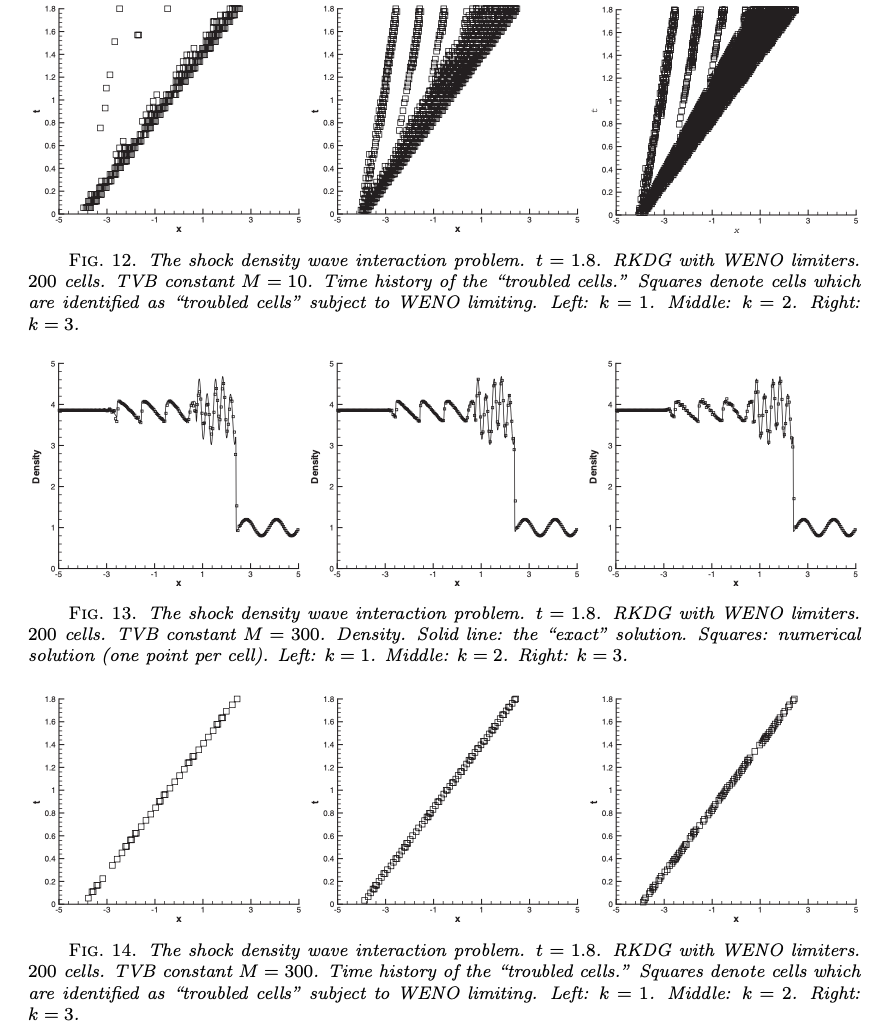 1.8 1.8 1.8
1.6 1.6 1.6
1.4 1.4 1.4
1.2 1.2 1.2
t 1 t 1 t 1
0.8 0.8 0.8
0.6 0.6 0.6
0.4 0.4 0.4
0.2 0.2 0.2
0 0 0
-5 -3 -1 1 3 5 -5 -3 -1 1 3 5 -5 -3 -1 1 3 5
x x x
FIG. 12. The shock density wave interaction problem. t = 1.8. RKDG with WENO limiters.
200 cells. TVB constant M = 10. Time history of the “troubled cells.” Squares denote cells which
are identified as “troubled cells” subject to WENO limiting. Left: k = 1. Middle: k = 2. Right:
k = 3.
5 5 5
4 4 4
3 3 3
Density Density Density
2 2 2
1 1 1
0 0 0
-5 -3 -1 1 3 5 -5 -3 -1 1 3 5 -5 -3 -1 1 3 5
x x x
FIG. 13. The shock density wave interaction problem. t = 1.8. RKDG with WENO limiters.
200 cells. TVB constant M = 300. Density. Solid line: the “exact” solution. Squares: numerical
solution (one point per cell). Left: k = 1. Middle: k = 2. Right: k = 3.
1.8 1.8 1.8
1.6 1.6 1.6
1.4 1.4 1.4
1.2 1.2 1.2
t 1 t 1 t 1
0.8 0.8 0.8
0.6 0.6 0.6
0.4 0.4 0.4
0.2 0.2 0.2
0 0 0
-5 -3 -1 1 3 5 -5 -3 -1 1 3 5 -5 -3 -1 1 3 5
x x x
FIG. 14. The shock density wave interaction problem. t = 1.8. RKDG with WENO limiters.
200 cells. TVB constant M = 300. Time history of the “troubled cells.” Squares denote cells which
are identified as “troubled cells” subject to WENO limiting. Left: k = 1. Middle: k = 2. Right:
k = 3.